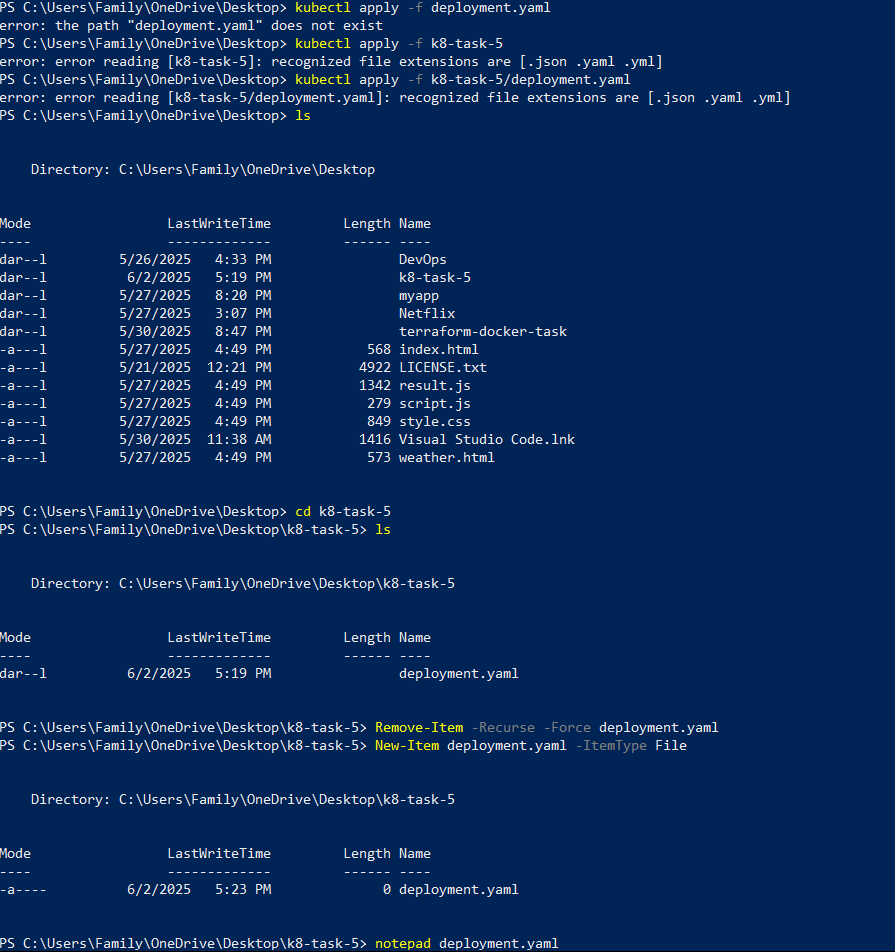 PS C:\Users\Family\OneDrive\Desktop> kubectl apply -f deployment.yaml
error: the path "deployment.yaml" does not exist
PS C:\Users\Family\OneDrive\Desktop> kubectl apply -f k8-task-5
error: error reading [k8-task-5]: recognized file extensions are [.json .yaml .yml]
PS C:\Users\Family\OneDrive\Desktop> kubectl apply -f k8-task-5/deployment.yaml
error: error reading [k8-task-5/deployment.yaml]: recognized file extensions are [.json .yaml .yml]
PS C:\Users\Family\OneDrive\Desktop> ls
Directory: C:\Users\Family\OneDrive\Desktop
Mode LastWriteTime Length Name
---- ------------- ------ ----
dar--l 5/26/2025 4:33 PM DevOps
dar--l 6/2/2025 5:19 PM k8-task-5
dar--l 5/27/2025 8:20 PM myapp
dar--l 5/27/2025 3:07 PM Netflix
dar--l 5/30/2025 8:47 PM terraform-docker-task
-a---l 5/27/2025 4:49 PM 568 index.html
-a---l 5/21/2025 12:21 PM 4922 LICENSE.txt
-a---l 5/27/2025 4:49 PM 1342 result.js
-a---l 5/27/2025 4:49 PM 279 script.js
-a---l 5/27/2025 4:49 PM 849 style.css
-a---l 5/30/2025 11:38 AM 1416 Visual Studio Code.lnk
-a---l 5/27/2025 4:49 PM 573 weather.html
PS C:\Users\Family\OneDrive\Desktop> cd k8-task-5
PS C:\Users\Family\OneDrive\Desktop\k8-task-5> ls
Directory: C:\Users\Family\OneDrive\Desktop\k8-task-5
Mode LastWriteTime Length Name
---- ------------- ------ ----
dar--l 6/2/2025 5:19 PM deployment.yaml
PS C:\Users\Family\OneDrive\Desktop\k8-task-5> Remove-Item -Recurse -Force deployment.yaml
PS C:\Users\Family\OneDrive\Desktop\k8-task-5> New-Item deployment.yaml -ItemType File
Directory: C:\Users\Family\OneDrive\Desktop\k8-task-5
Mode LastWriteTime Length Name
---- ------------- ------ ----
-a---- 6/2/2025 5:23 PM 0 deployment.yaml
PS C:\Users\Family\OneDrive\Desktop\k8-task-5> notepad deployment.yaml